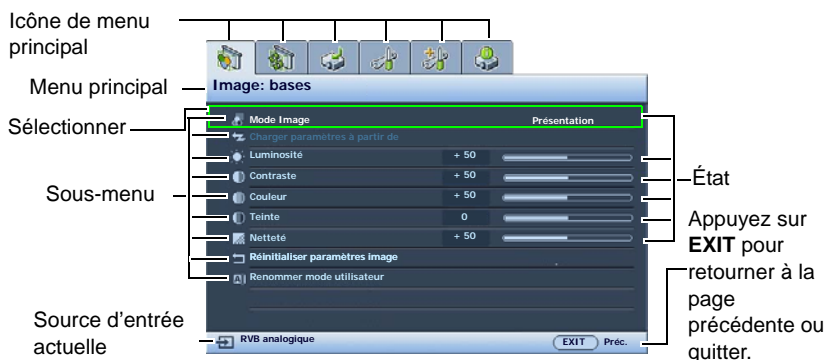 Icône de menu
principal
Menu principal
Image: bases
Sélectionner
Mode Image Présentation
Charger paramètres à partir de
Luminosité + 50
Contraste + 50
Couleur + 50
Teinte 0
Netteté + 50
Réinitialiser paramètres image
Renommer mode utilisateur
Sous-menu
État
Appuyez sur
EXIT pour
retourner à la
page
précédente ou
quitter.
Source d'entrée
actuelle
RVB analogique
EXIT Préc.